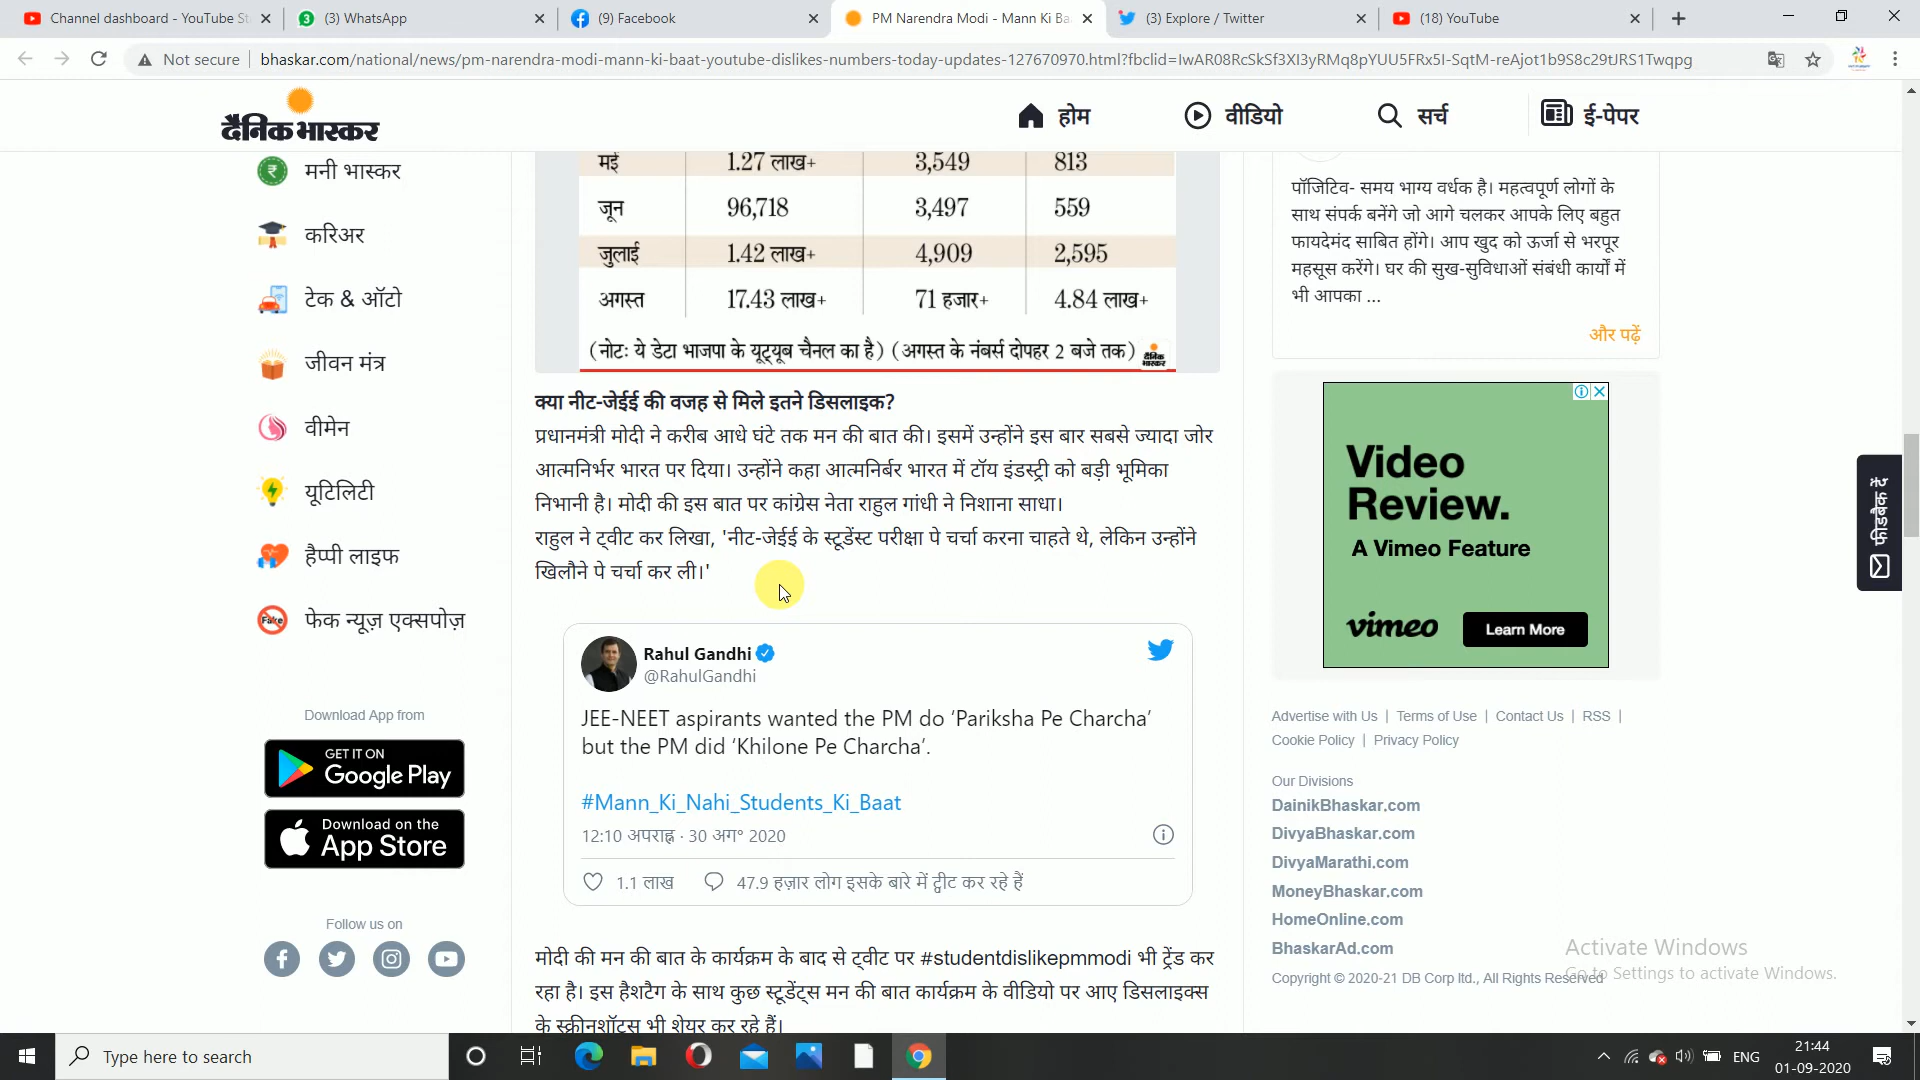 Channel dashboard - YouTube St
(3) WhatsApp
(9) Facebook
PM Narendra Modi - Mann Ki Ba
(3) Explore / Twitter
(18) YouTube
Not secure
bhaskar.com/national/news/pm-narendra-modi-mann-ki-baat-youtube-dislikes-numbers-today-updates-127670970.html?fbclid=IwAR08RcSkSf3XI3yRMq8pYUU5FRx5I-SqtM-reAjot1b9S8c29tJRS1Twqpg
दैनिक भास्कर
होम
वीडियो
सर्च
ई-पेपर
मनी भास्कर
करिअर
टेक & ऑटो
जीवन मंत्र
वीमेन
यूटिलिटी
हैप्पी लाइफ
Fake
फेक न्यूज़ एक्सपोज़
Download App from
GET IT ON
Google Play
Download on the
App Store
Follow us on
मई 1.27 लाख+ 3,549 813
जून 96,718 3,497 559
जुलाई 1.42 लाख+ 4,909 2,595
अगस्त 17.43 लाख+ 71 हजार+ 4.84 लाख+
(नोटः ये डेटा भाजपा के यूट्यूब चैनल का है) (अगस्त के नंबर्स दोपहर 2 बजे तक)
दैनिक भास्कर
क्या नीट-जेईई की वजह से मिले इतने डिसलाइक?
प्रधानमंत्री मोदी ने करीब आधे घंटे तक मन की बात की। इसमें उन्होंने इस बार सबसे ज्यादा जोर
आत्मनिर्भर भारत पर दिया। उन्होंने कहा आत्मनिर्बर भारत में टॉय इंडस्ट्री को बड़ी भूमिका
निभानी है। मोदी की इस बात पर कांग्रेस नेता राहुल गांधी ने निशाना साधा।
राहुल ने ट्वीट कर लिखा, 'नीट-जेईई के स्टूडेंस्ट परीक्षा पे चर्चा करना चाहते थे, लेकिन उन्होंने
खिलौने पे चर्चा कर ली।'
Rahul Gandhi
@RahulGandhi
JEE-NEET aspirants wanted the PM do ‘Pariksha Pe Charcha’
but the PM did ‘Khilone Pe Charcha’.
#Mann_Ki_Nahi_Students_Ki_Baat
12:10 अपराह्न · 30 अग॰ 2020
1.1 लाख
47.9 हज़ार लोग इसके बारे में ट्वीट कर रहे हैं
मोदी की मन की बात के कार्यक्रम के बाद से ट्वीट पर #studentdislikepmmodi भी ट्रेंड कर
रहा है। इस हैशटैग के साथ कुछ स्टूडेंट्स मन की बात कार्यक्रम के वीडियो पर आए डिसलाइक्स
के स्क्रीनशॉटस भी शेयर कर रहे हैं।
पॉजिटिव- समय भाग्य वर्धक है। महत्वपूर्ण लोगों के
साथ संपर्क बनेंगे जो आगे चलकर आपके लिए बहुत
फायदेमंद साबित होंगे। आप खुद को ऊर्जा से भरपूर
महसूस करेंगे। घर की सुख-सुविधाओं संबंधी कार्यों में
भी आपका ...
और पढ़ें
Video
Review.
A Vimeo Feature
vimeo
Learn More
फीडबैक दें
Advertise with Us | Terms of Use | Contact Us | RSS |
Cookie Policy | Privacy Policy
Our Divisions
DainikBhaskar.com
DivyaBhaskar.com
DivyaMarathi.com
MoneyBhaskar.com
HomeOnline.com
BhaskarAd.com
Copyright © 2020-21 DB Corp ltd., All Rights Reserved
Activate Windows
Go to Settings to activate Windows.
Type here to search
ENG
21:44
01-09-2020